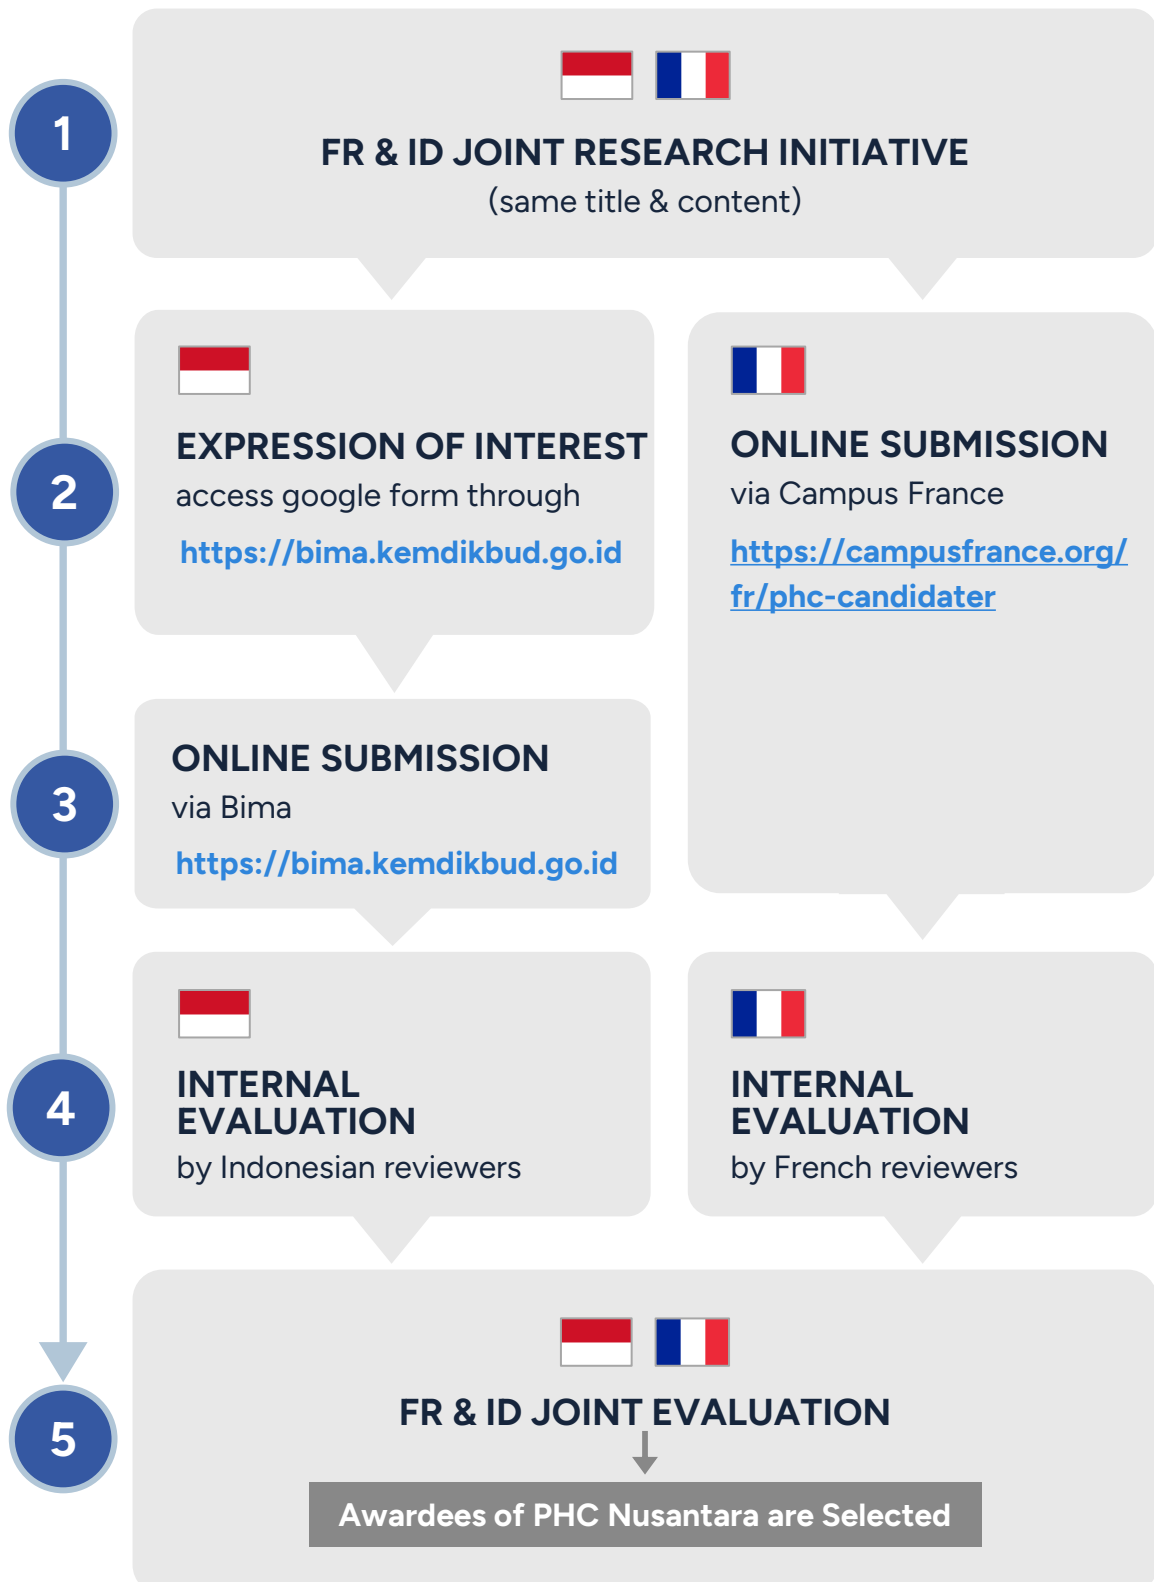 1
FR & ID JOINT RESEARCH INITIATIVE
(same title & content)
2
EXPRESSION OF INTEREST
access google form through
https://bima.kemdikbud.go.id
ONLINE SUBMISSION
via Campus France
https://campusfrance.org/
fr/phc-candidater
3
ONLINE SUBMISSION
via Bima
https://bima.kemdikbud.go.id
4
INTERNAL
EVALUATION
by Indonesian reviewers
INTERNAL
EVALUATION
by French reviewers
5
FR & ID JOINT EVALUATION
Awardees of PHC Nusantara are Selected